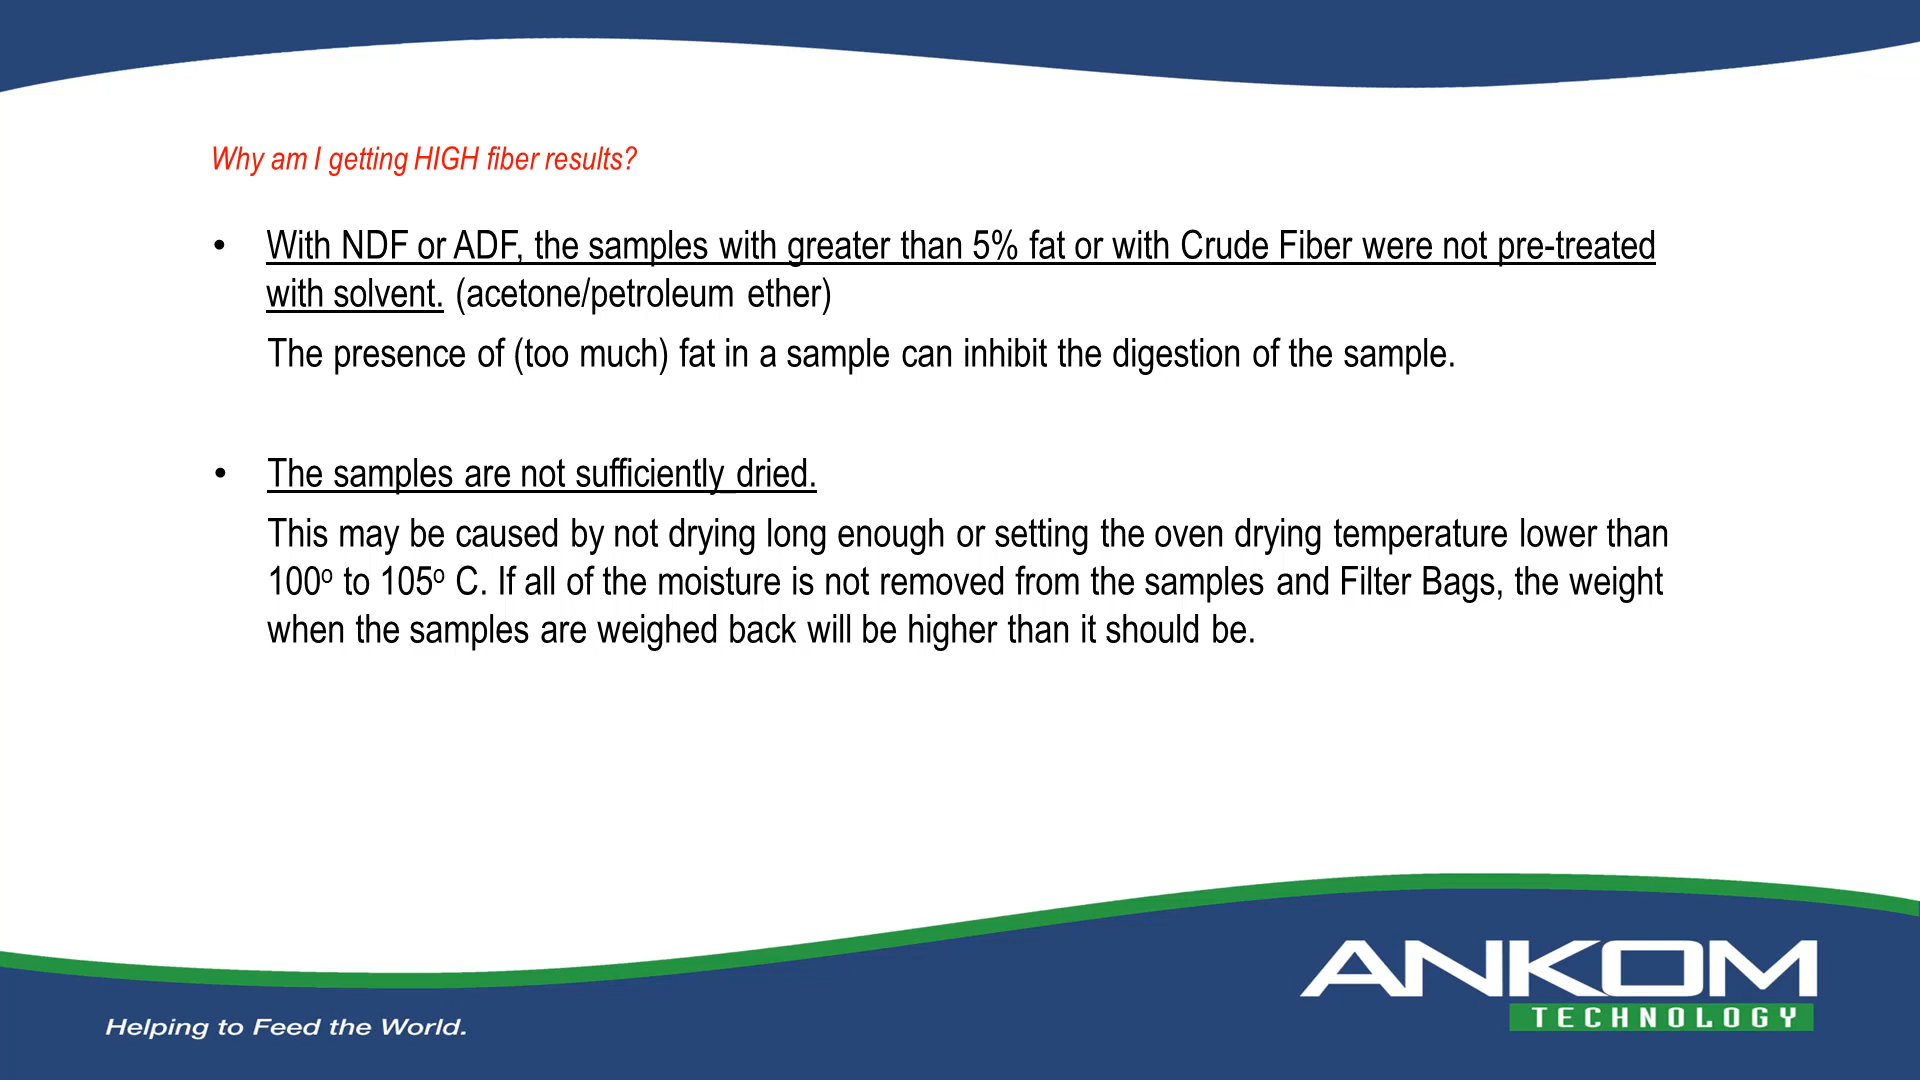 Why am I getting HIGH fiber results?
• With NDF or ADF, the samples with greater than 5% fat or with Crude Fiber were not pre-treated
with solvent. (acetone/petroleum ether)
The presence of (too much) fat in a sample can inhibit the digestion of the sample.
• The samples are not sufficiently dried.
This may be caused by not drying long enough or setting the oven drying temperature lower than
100º to 105º C. If all of the moisture is not removed from the samples and Filter Bags, the weight
when the samples are weighed back will be higher than it should be.
ANKOM
TECHNOLOGY
Helping to Feed the World.